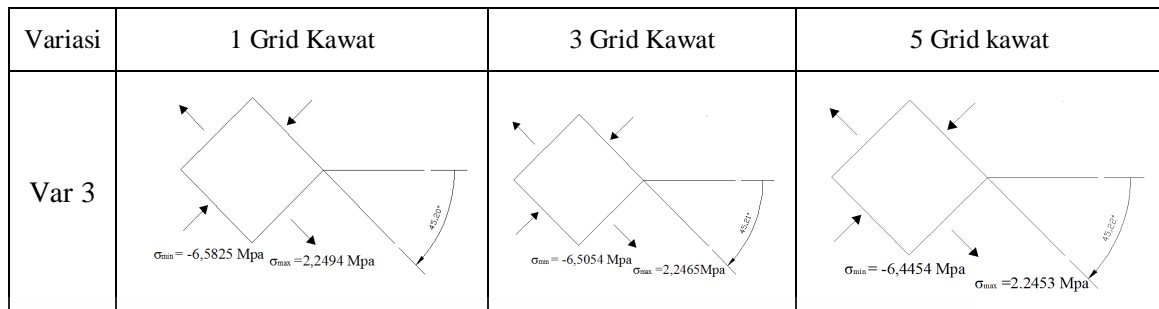 Variasi
1 Grid Kawat
3 Grid Kawat
5 Grid kawat
Var 3
45,20°
σmin = -6,5825 Mpa
σmax =2,2494 Mpa
45,21°
σmin = -6,5054 Mpa
σmax =2,2465Mpa
45,22°
σmin = -6,4454 Mpa
σmax =2.2453 Mpa